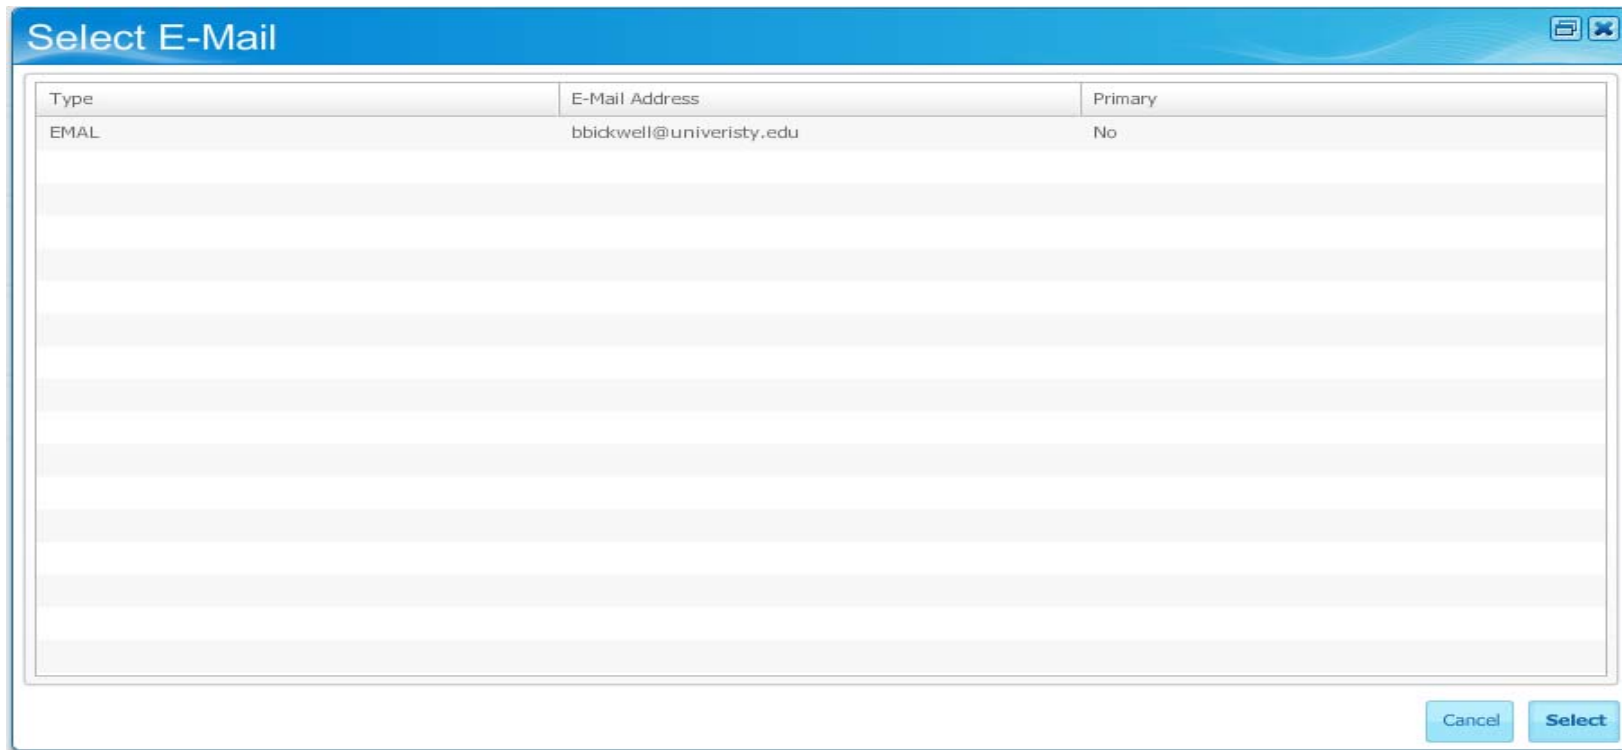 Select E-Mail
Type E-Mail Address Primary
EMAL bbickwell@univeristy.edu No
Cancel Select